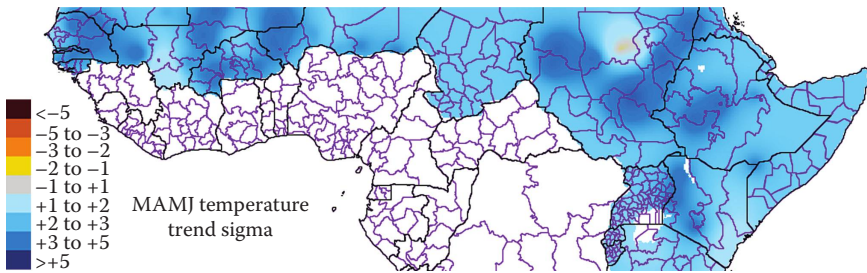 <–5
–5 to –3
–3 to –2
–2 to –1
–1 to +1
+1 to +2
+2 to +3
+3 to +5
>+5
MAMJ temperature
trend sigma